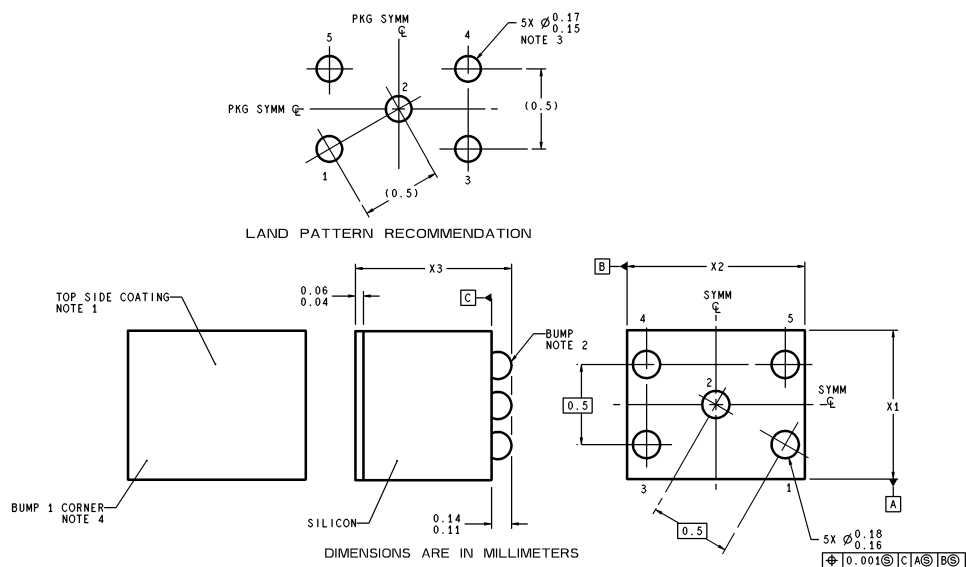 PKG SYMM
℄
5X ⌀ 0.17
0.15
NOTE 3
5
4
2
PKG SYMM ℄
(0.5)
1
3
(0.5)
LAND PATTERN RECOMMENDATION
X3
B
X2
0.06
0.04
C
SYMM
℄
TOP SIDE COATING
NOTE 1
BUMP
NOTE 2
4
5
2
SYMM
℄
0.5
X1
BUMP 1 CORNER
NOTE 4
SILICON
0.14
0.11
3
1
A
0.5
5X ⌀ 0.18
0.16
DIMENSIONS ARE IN MILLIMETERS
⌖ 0.001Ⓢ C AⓈ BⓈ